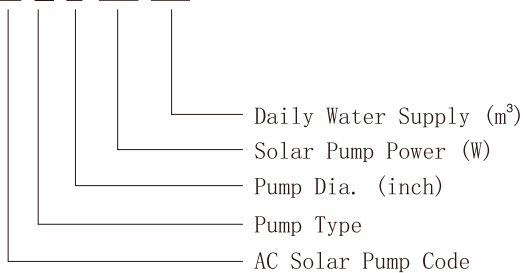 Daily Water Supply (m³)
Solar Pump Power (W)
Pump Dia. (inch)
Pump Type
AC Solar Pump Code